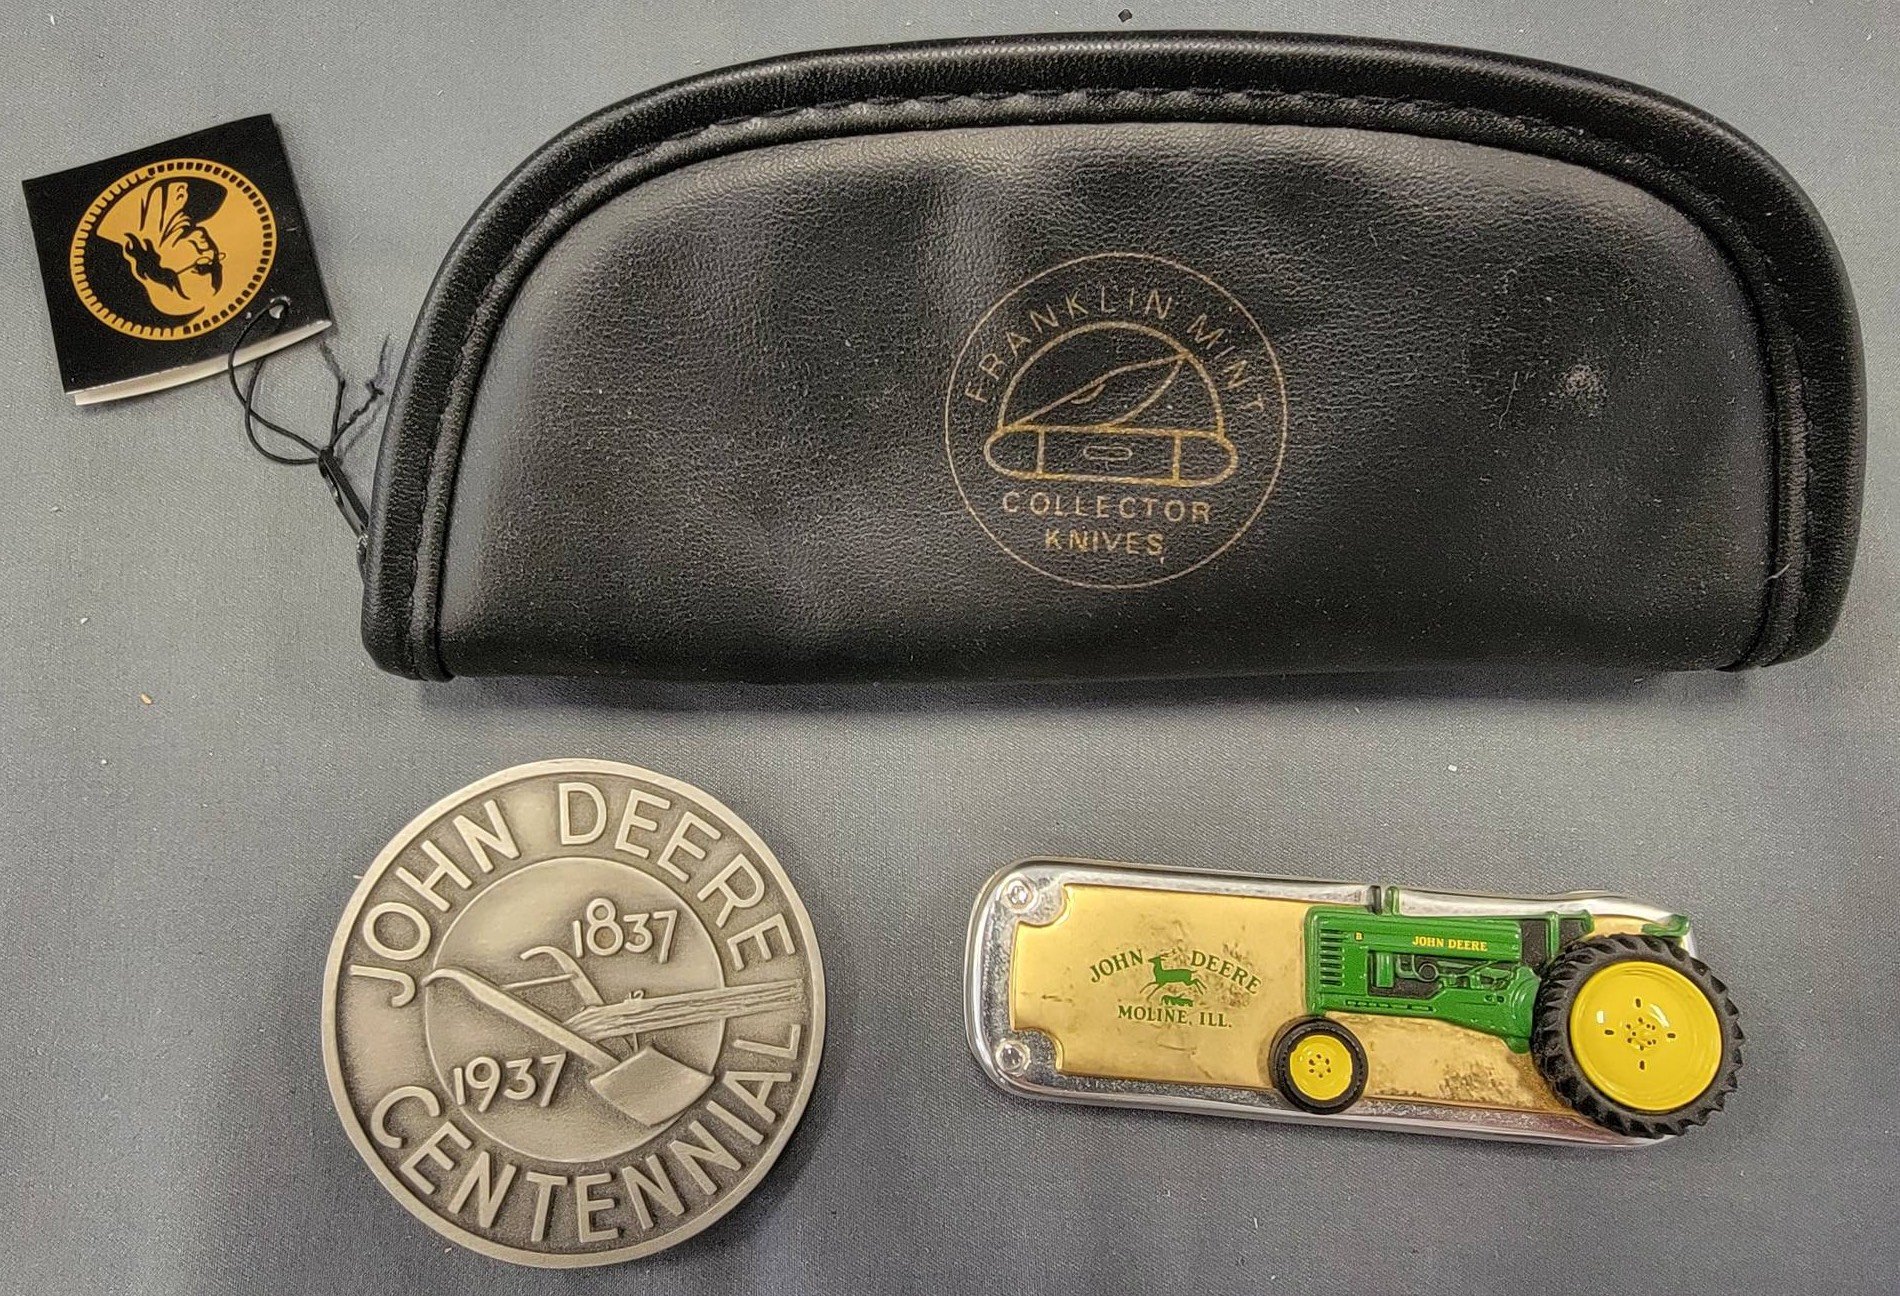 FRANKLIN MINT
COLLECTOR
KNIVES
JOHN DEERE
1837
1937
CENTENNIAL
JOHN DEERE
MOLINE, ILL.
B
JOHN DEERE